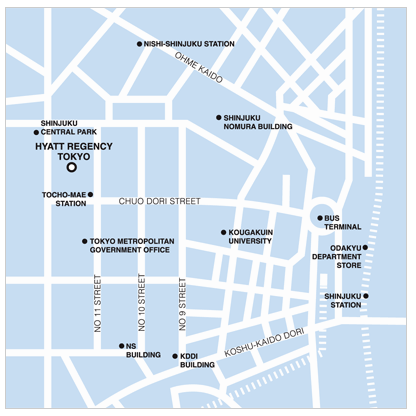 NISHI-SHINJUKU STATION
OHME KAIDO
SHINJUKU
NOMURA BUILDING
SHINJUKU
CENTRAL PARK
HYATT REGENCY
TOKYO
TOCHO-MAE
STATION
CHUO DORI STREET
BUS
TERMINAL
KOUGAKUIN
UNIVERSITY
TOKYO METROPOLITAN
GOVERNMENT OFFICE
ODAKYU
DEPARTMENT
STORE
NO 11 STREET
NO 10 STREET
NO 9 STREET
SHINJUKU
STATION
KOSHU-KAIDO DORI
NS
BUILDING
KDDI
BUILDING